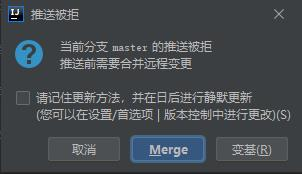 IJ
推送被拒
当前分支 master 的推送被拒
推送前需要合并远程变更
请记住更新方法，并在日后进行静默更新
(您可以在设置/首选项 | 版本控制中进行更改)(S)
取消
Merge
变基(R)